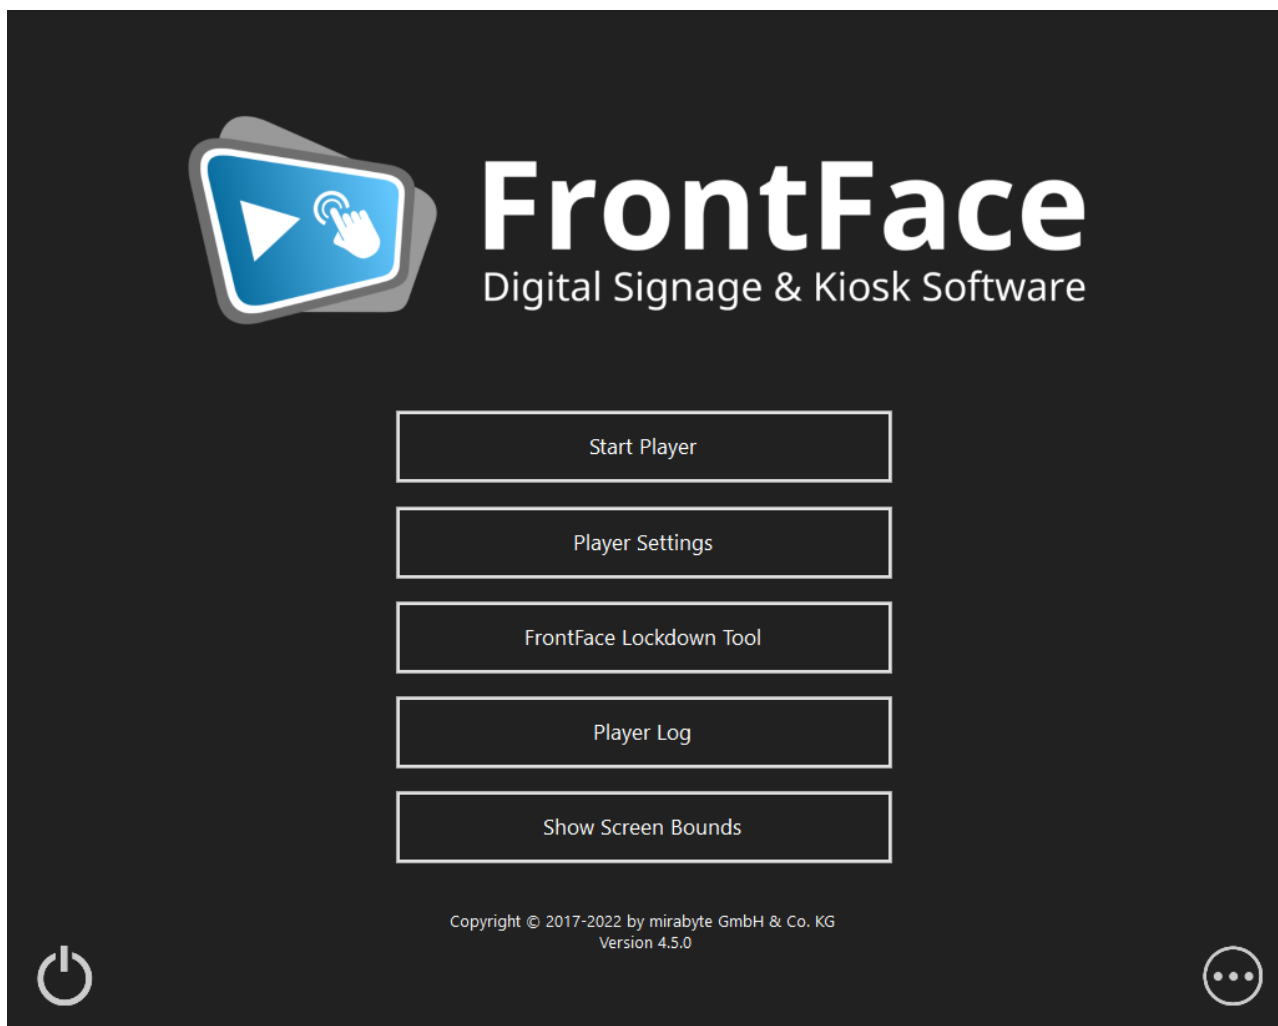 FrontFace
Digital Signage & Kiosk Software
Start Player
Player Settings
FrontFace Lockdown Tool
Player Log
Show Screen Bounds
Copyright © 2017-2022 by mirabyte GmbH & Co. KG
Version 4.5.0